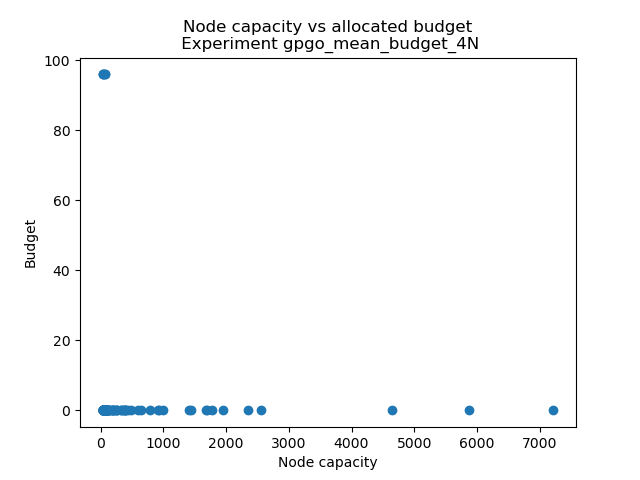 Node capacity vs allocated budget
Experiment gpgo_mean_budget_4N
100
80
60
40
20
0
Budget
0 1000 2000 3000 4000 5000 6000 7000
Node capacity